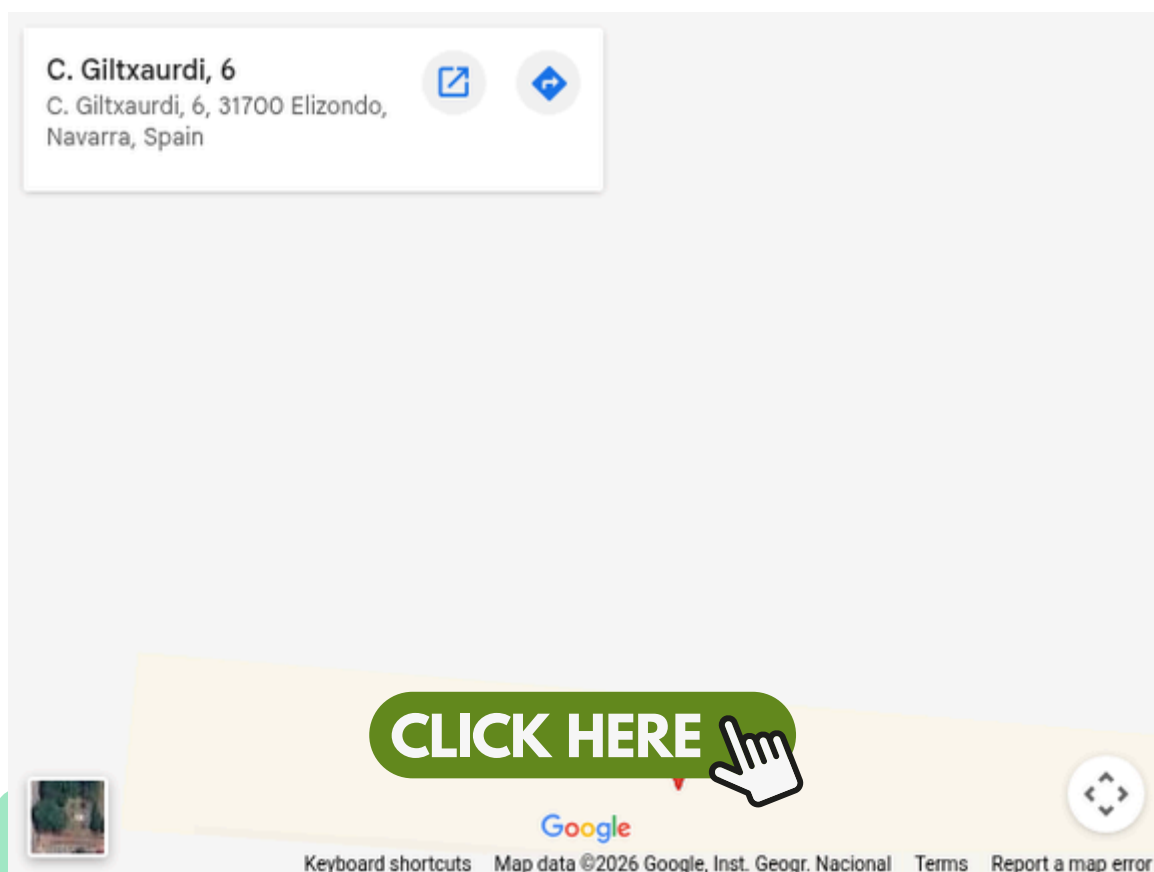 C. Giltxaurdi, 6
C. Giltxaurdi, 6, 31700 Elizondo,
Navarra, Spain
CLICK HERE
Google
Keyboard shortcuts Map data ©2026 Google, Inst. Geogr. Nacional Terms Report a map error